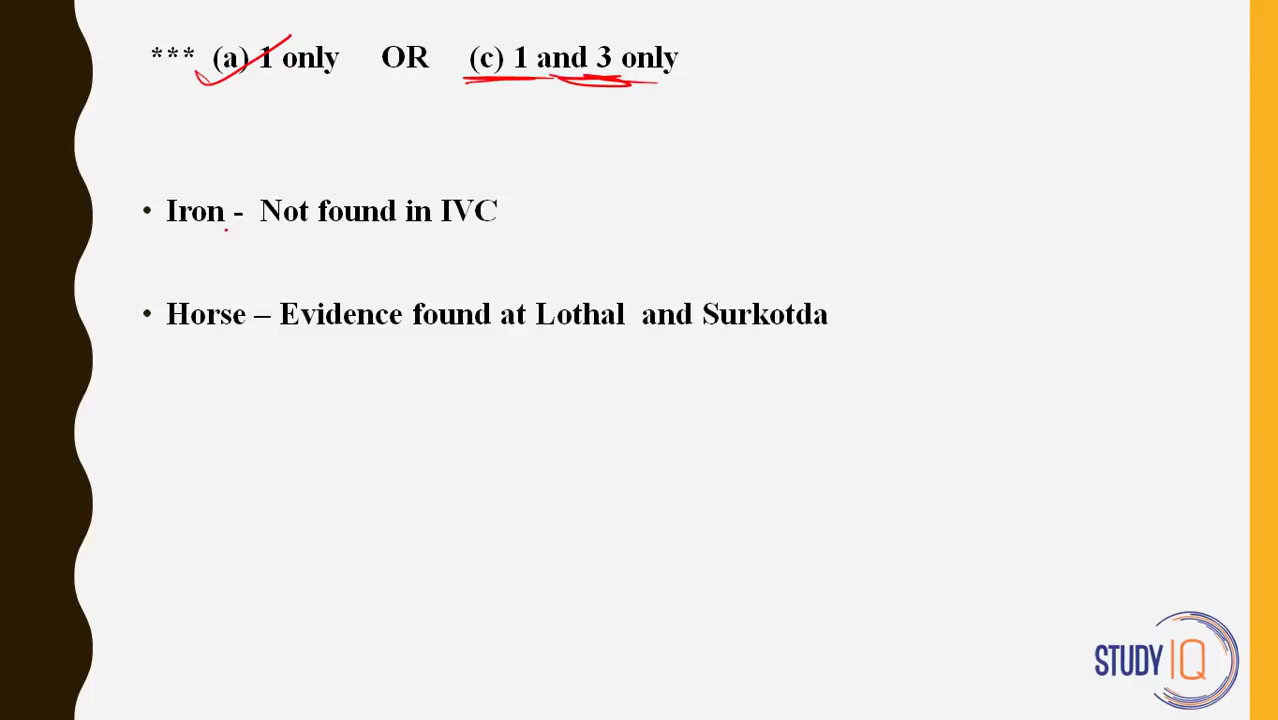 *** (a) 1 only OR (c) 1 and 3 only
• Iron - Not found in IVC
• Horse – Evidence found at Lothal and Surkotda
STUDY IQ